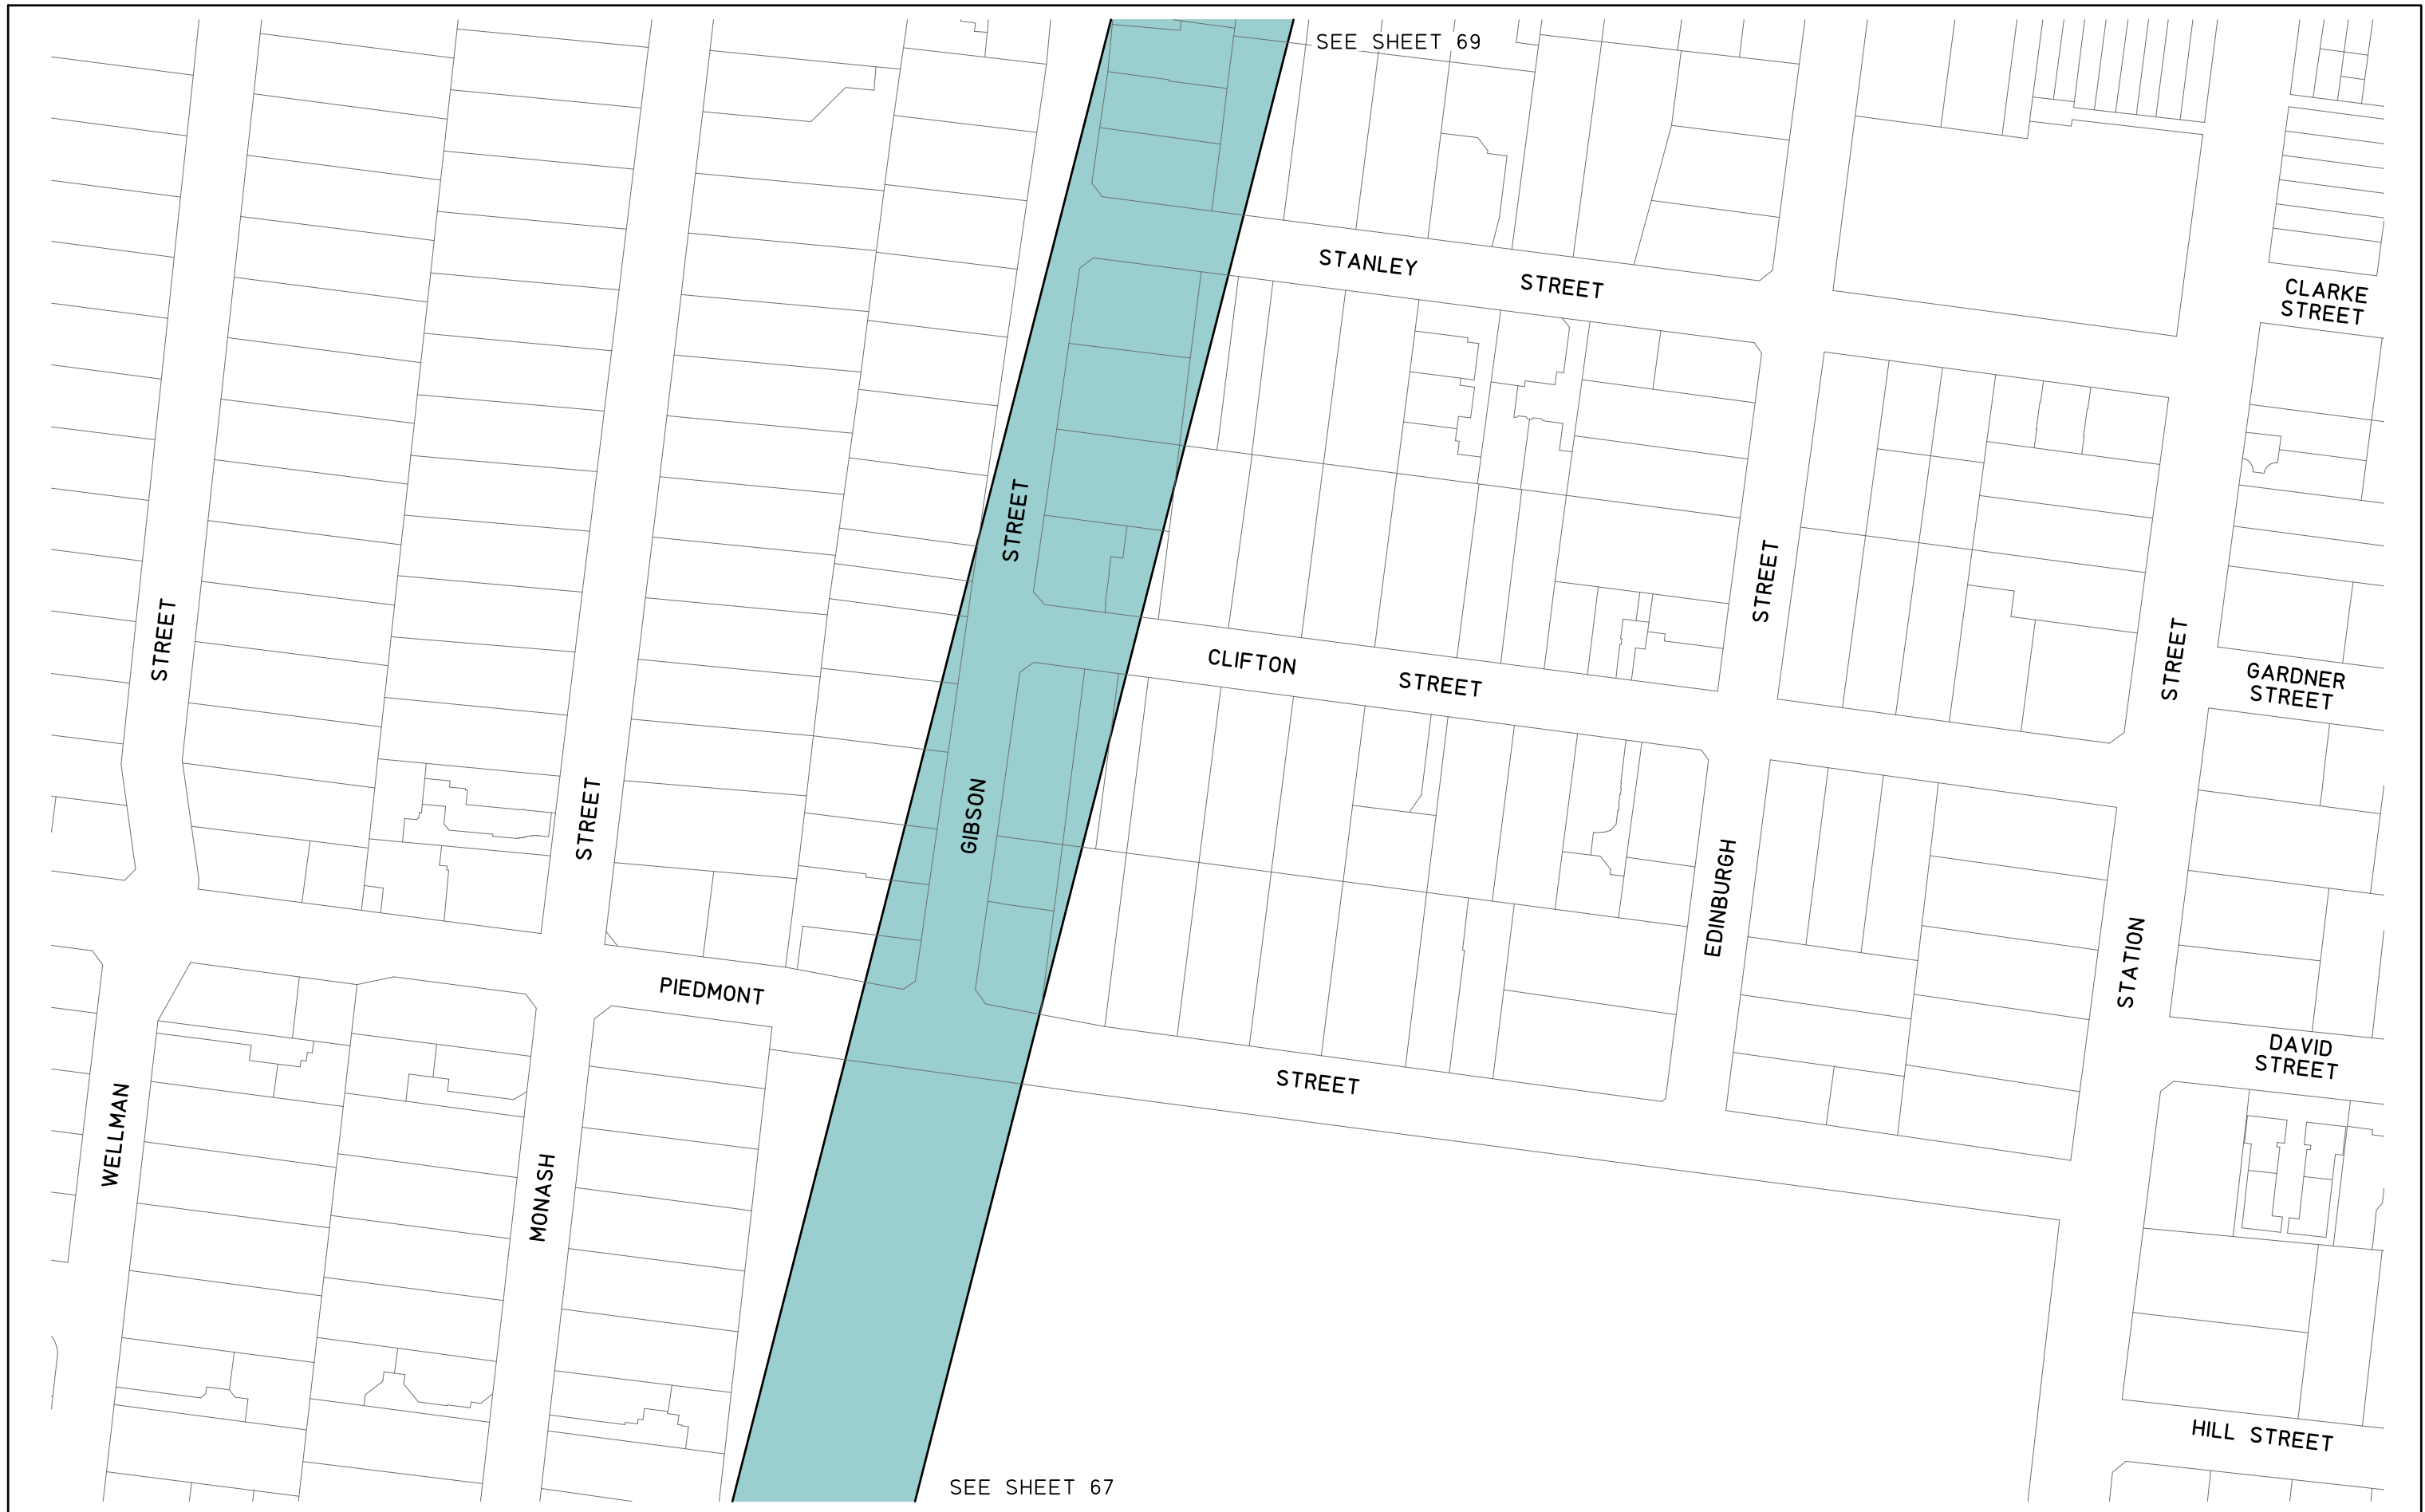 SEE SHEET 69
STANLEY STREET
CLARKE
STREET
GIBSON STREET
STREET
CLIFTON STREET
EDINBURGH STREET
STATION STREET
GARDNER
STREET
PIEDMONT STREET
DAVID
STREET
WELLMAN
MONASH STREET
HILL STREET
SEE SHEET 67